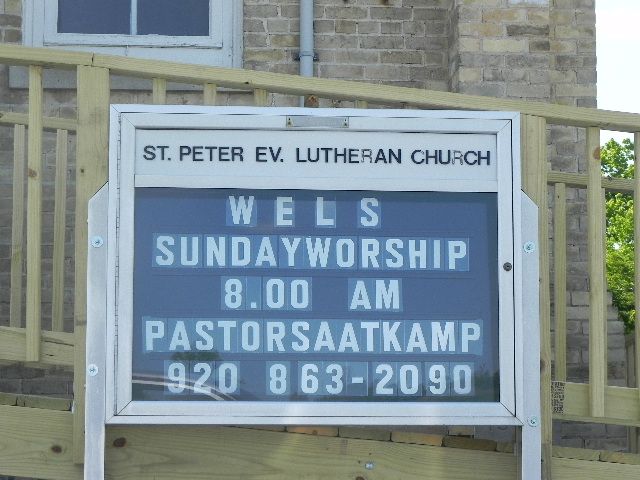 ST. PETER EV. LUTHERAN CHURCH
WELS
SUNDAYWORSHIP
8.00 AM
PASTORSAATKAMP
920 863-2090